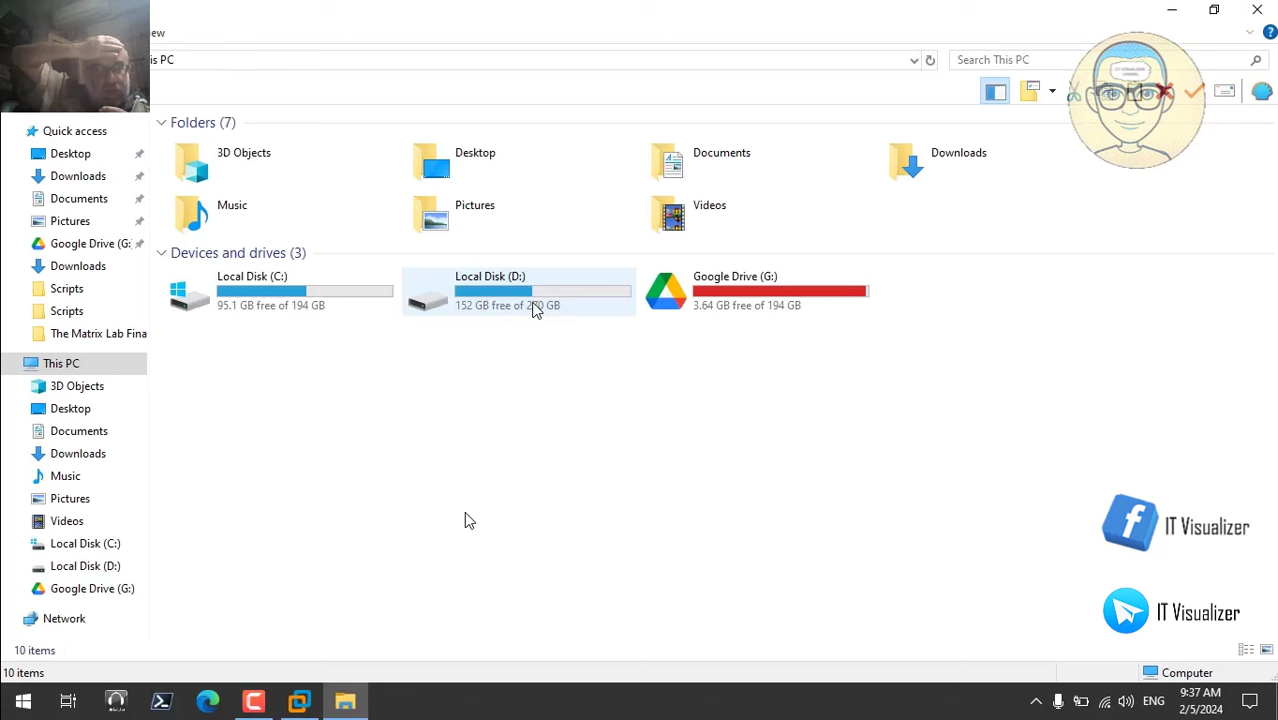 ew
is PC
Search This PC
Quick access
Desktop
Downloads
Documents
Pictures
Google Drive (G:
Downloads
Scripts
Scripts
The Matrix Lab Fina
This PC
3D Objects
Desktop
Documents
Downloads
Music
Pictures
Videos
Local Disk (C:)
Local Disk (D:)
Google Drive (G:)
Network
Folders (7)
3D Objects
Desktop
Documents
Downloads
Music
Pictures
Videos
Devices and drives (3)
Local Disk (C:)
95.1 GB free of 194 GB
Local Disk (D:)
152 GB free of GB
Google Drive (G:)
3.64 GB free of 194 GB
IT Visualizer
IT Visualizer
10 items
10 items
Computer
ENG
9:37 AM
2/5/2024